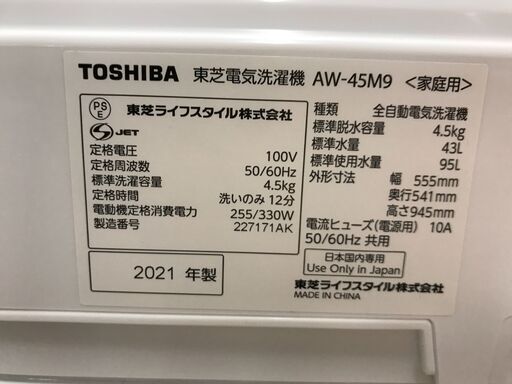 TOSHIBA 東芝電気洗濯機 AW-45M9 <家庭用>
PS
E
東芝ライフスタイル株式会社
S JET
定格電圧 100V
定格周波数 50/60Hz
標準洗濯容量 4.5kg
定格時間 洗いのみ 12分
電動機定格消費電力 255/330W
製造番号 227171AK
2021 年製
種類 全自動電気洗濯機
標準脱水容量 4.5kg
標準水量 43L
標準使用水量 95L
外形寸法 幅 555mm
奥行541mm
高さ945mm
電流ヒューズ(電源用) 10A
50/60Hz 共用
日本国内専用
Use Only in Japan
東芝ライフスタイル株式会社
MADE IN CHINA